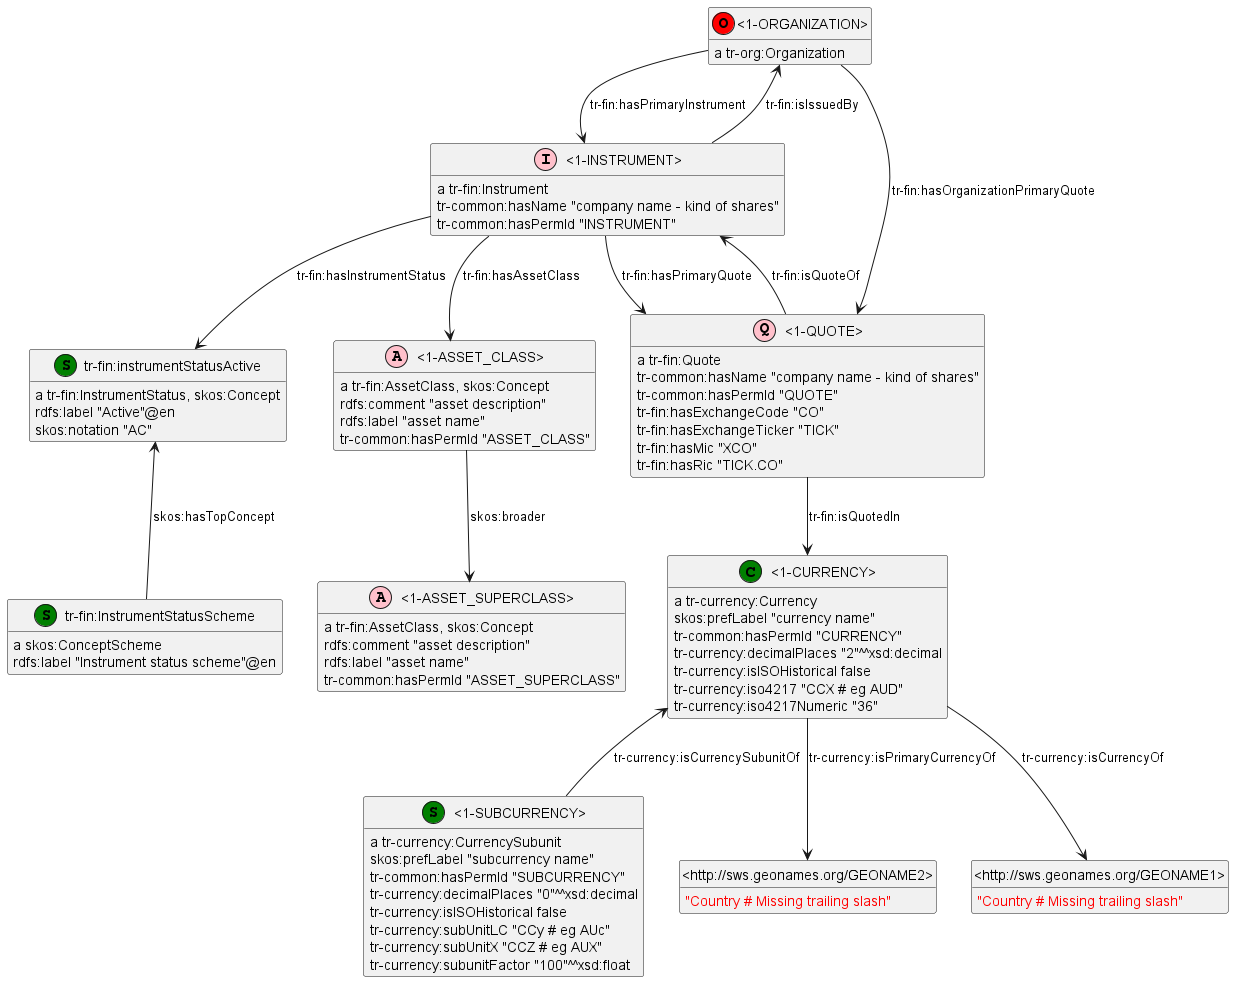 O <1-ORGANIZATION>
a tr-org:Organization
tr-fin:hasPrimaryInstrument
tr-fin:isIssuedBy
I <1-INSTRUMENT>
a tr-fin:Instrument
tr-common:hasName "company name - kind of shares"
tr-common:hasPermId "INSTRUMENT"
tr-fin:hasOrganizationPrimaryQuote
tr-fin:hasInstrumentStatus
tr-fin:hasAssetClass
tr-fin:hasPrimaryQuote
tr-fin:isQuoteOf
S tr-fin:instrumentStatusActive
a tr-fin:InstrumentStatus, skos:Concept
rdfs:label "Active"@en
skos:notation "AC"
A <1-ASSET_CLASS>
a tr-fin:AssetClass, skos:Concept
rdfs:comment "asset description"
rdfs:label "asset name"
tr-common:hasPermId "ASSET_CLASS"
Q <1-QUOTE>
a tr-fin:Quote
tr-common:hasName "company name - kind of shares"
tr-common:hasPermId "QUOTE"
tr-fin:hasExchangeCode "CO"
tr-fin:hasExchangeTicker "TICK"
tr-fin:hasMic "XCO"
tr-fin:hasRic "TICK.CO"
skos:hasTopConcept
skos:broader
tr-fin:isQuotedIn
S tr-fin:InstrumentStatusScheme
a skos:ConceptScheme
rdfs:label "Instrument status scheme"@en
A <1-ASSET_SUPERCLASS>
a tr-fin:AssetClass, skos:Concept
rdfs:comment "asset description"
rdfs:label "asset name"
tr-common:hasPermId "ASSET_SUPERCLASS"
C <1-CURRENCY>
a tr-currency:Currency
skos:prefLabel "currency name"
tr-common:hasPermId "CURRENCY"
tr-currency:decimalPlaces "2"^^xsd:decimal
tr-currency:isISOHistorical false
tr-currency:iso4217 "CCX # eg AUD"
tr-currency:iso4217Numeric "36"
tr-currency:isCurrencySubunitOf
tr-currency:isPrimaryCurrencyOf
tr-currency:isCurrencyOf
S <1-SUBCURRENCY>
a tr-currency:CurrencySubunit
skos:prefLabel "subcurrency name"
tr-common:hasPermId "SUBCURRENCY"
tr-currency:decimalPlaces "0"^^xsd:decimal
tr-currency:isISOHistorical false
tr-currency:subUnitLC "CCy # eg AUc"
tr-currency:subUnitX "CCZ # eg AUX"
tr-currency:subunitFactor "100"^^xsd:float
<http://sws.geonames.org/GEONAME2>
"Country # Missing trailing slash"
<http://sws.geonames.org/GEONAME1>
"Country # Missing trailing slash"